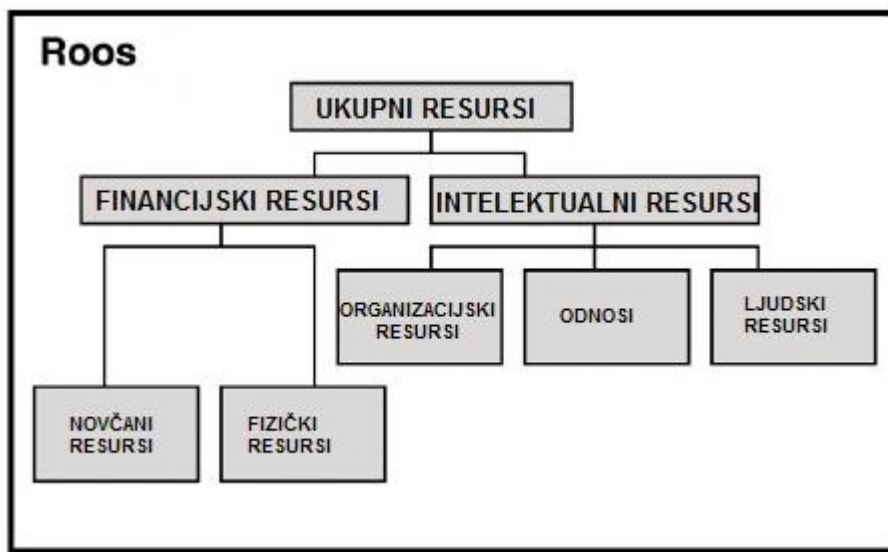 Roos
UKUPNI RESURSI
FINANCIJSKI RESURSI
INTELEKTUALNI RESURSI
ORGANIZACIJSKI
RESURSI
ODNOSI
LJUDSKI
RESURSI
NOVČANI
RESURSI
FIZIČKI
RESURSI